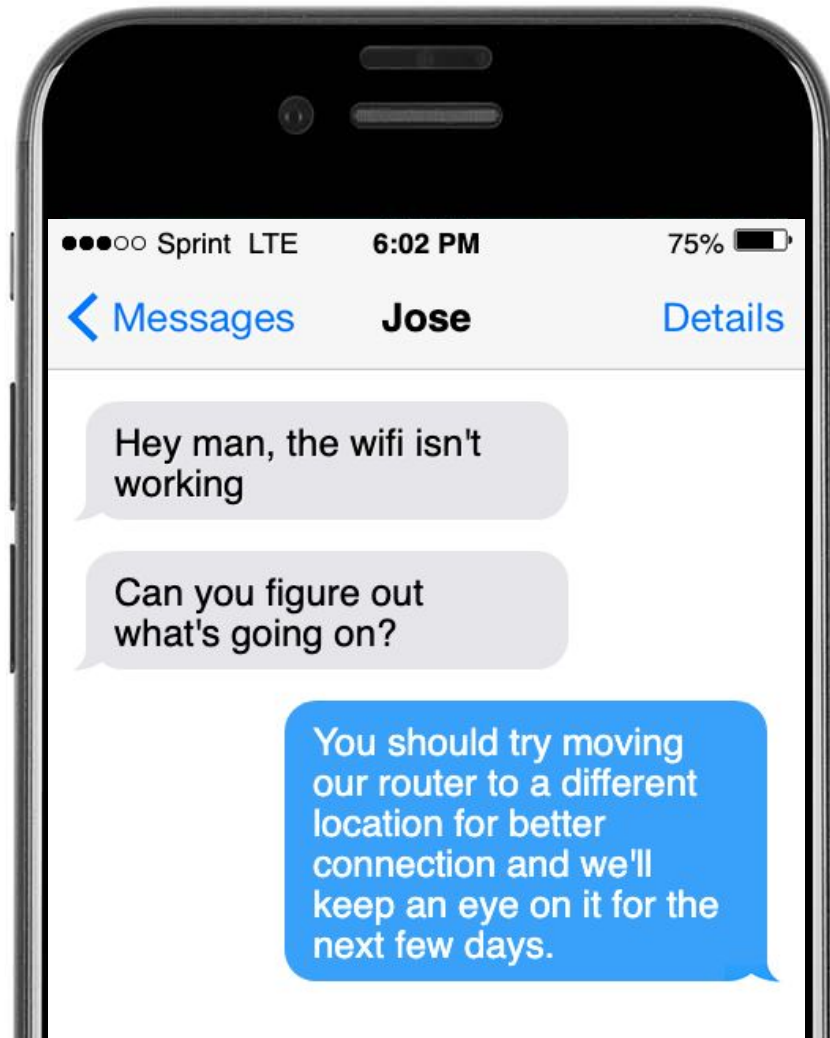 Sprint LTE 6:02 PM 75%
Messages Jose Details
Hey man, the wifi isn't
working
Can you figure out
what's going on?
You should try moving
our router to a different
location for better
connection and we'll
keep an eye on it for the
next few days.